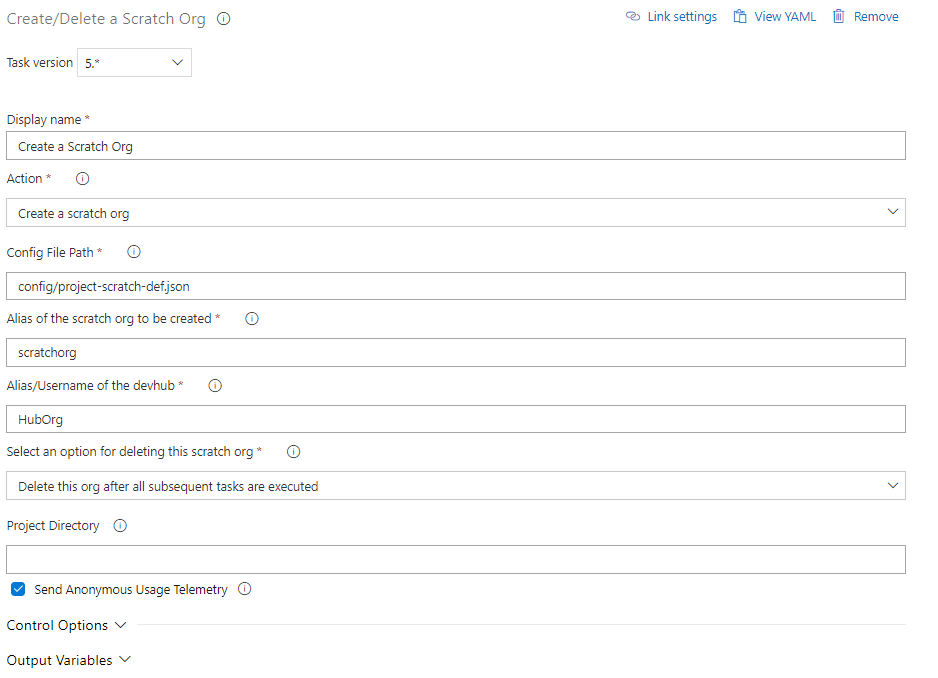 Create/Delete a Scratch Org
Link settings
View YAML
Remove
Task version
5.*
Display name *
Create a Scratch Org
Action *
Create a scratch org
Config File Path *
config/project-scratch-def.json
Alias of the scratch org to be created *
scratchorg
Alias/Username of the devhub *
HubOrg
Select an option for deleting this scratch org *
Delete this org after all subsequent tasks are executed
Project Directory
Send Anonymous Usage Telemetry
Control Options
Output Variables